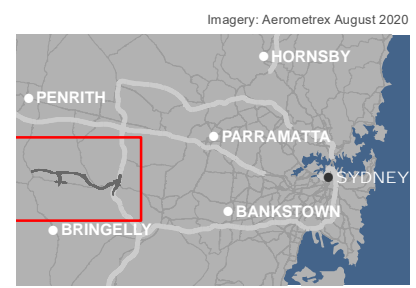 Imagery: Aerometrex August 2020
HORNSBY
PENRITH
PARRAMATTA
SYDNEY
BANKSTOWN
BRINGELLY